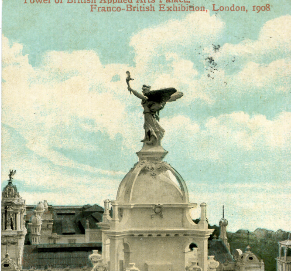 Tower of British Applied Arts Palace,
Franco-British Exhibition, London, 1908